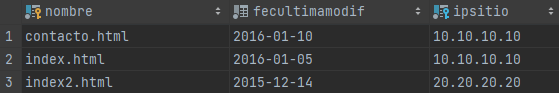 nombre fecultimamodif ipsitio
1 contacto.html 2016-01-10 10.10.10.10
2 index.html 2016-01-05 10.10.10.10
3 index2.html 2015-12-14 20.20.20.20